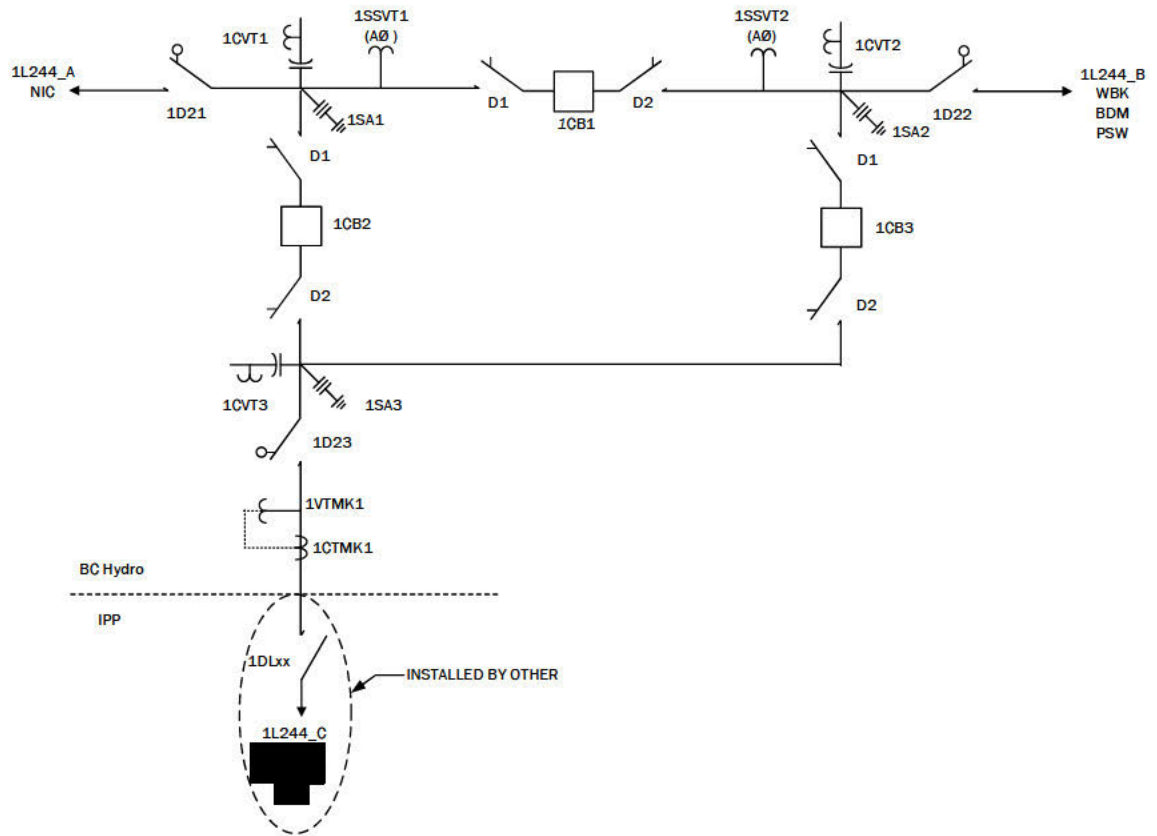 1CVT1
1SSVT1
(AØ )
1SSVT2
(AØ)
1CVT2
1L244_A
NIC
1D21
1SA1
D1
1CB1
D2
1SA2
1D22
1L244_B
WBK
BDM
PSW
D1
1CB2
D2
D1
1CB3
D2
1CVT3
1SA3
1D23
1VTMK1
1CTMK1
BC Hydro
IPP
1DLxx
INSTALLED BY OTHER
1L244_C